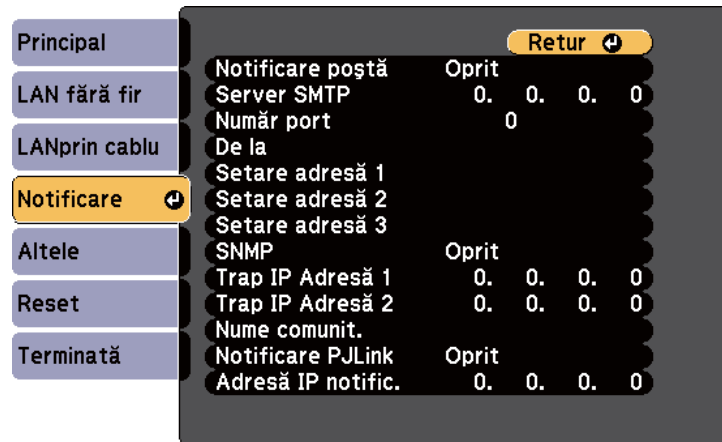 Principal
LAN fără fir
LANprin cablu
Notificare
Altele
Reset
Terminată
Retur
Notificare poştă Oprit
Server SMTP 0. 0. 0. 0
Număr port 0
De la
Setare adresă 1
Setare adresă 2
Setare adresă 3
SNMP Oprit
Trap IP Adresă 1 0. 0. 0. 0
Trap IP Adresă 2 0. 0. 0. 0
Nume comunit.
Notificare PJLink Oprit
Adresă IP notific. 0. 0. 0. 0